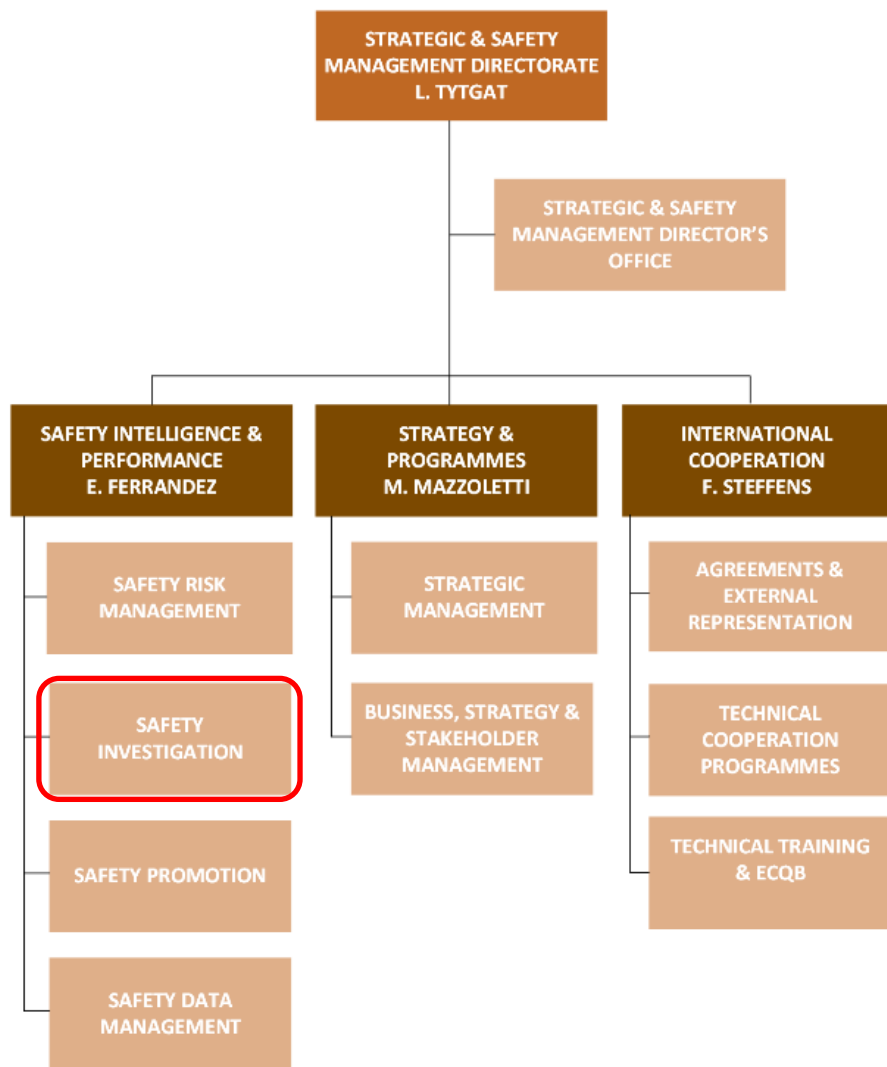 STRATEGIC & SAFETY
MANAGEMENT DIRECTORATE
L. TYTGAT
STRATEGIC & SAFETY
MANAGEMENT DIRECTOR'S
OFFICE
SAFETY INTELLIGENCE &
PERFORMANCE
E. FERRANDEZ
SAFETY RISK
MANAGEMENT
SAFETY
INVESTIGATION
SAFETY PROMOTION
SAFETY DATA
MANAGEMENT
STRATEGY &
PROGRAMMES
M. MAZZOLETTI
STRATEGIC
MANAGEMENT
BUSINESS, STRATEGY &
STAKEHOLDER
MANAGEMENT
INTERNATIONAL
COOPERATION
F. STEFFENS
AGREEMENTS &
EXTERNAL
REPRESENTATION
TECHNICAL
COOPERATION
PROGRAMMES
TECHNICAL TRAINING
& ECQB